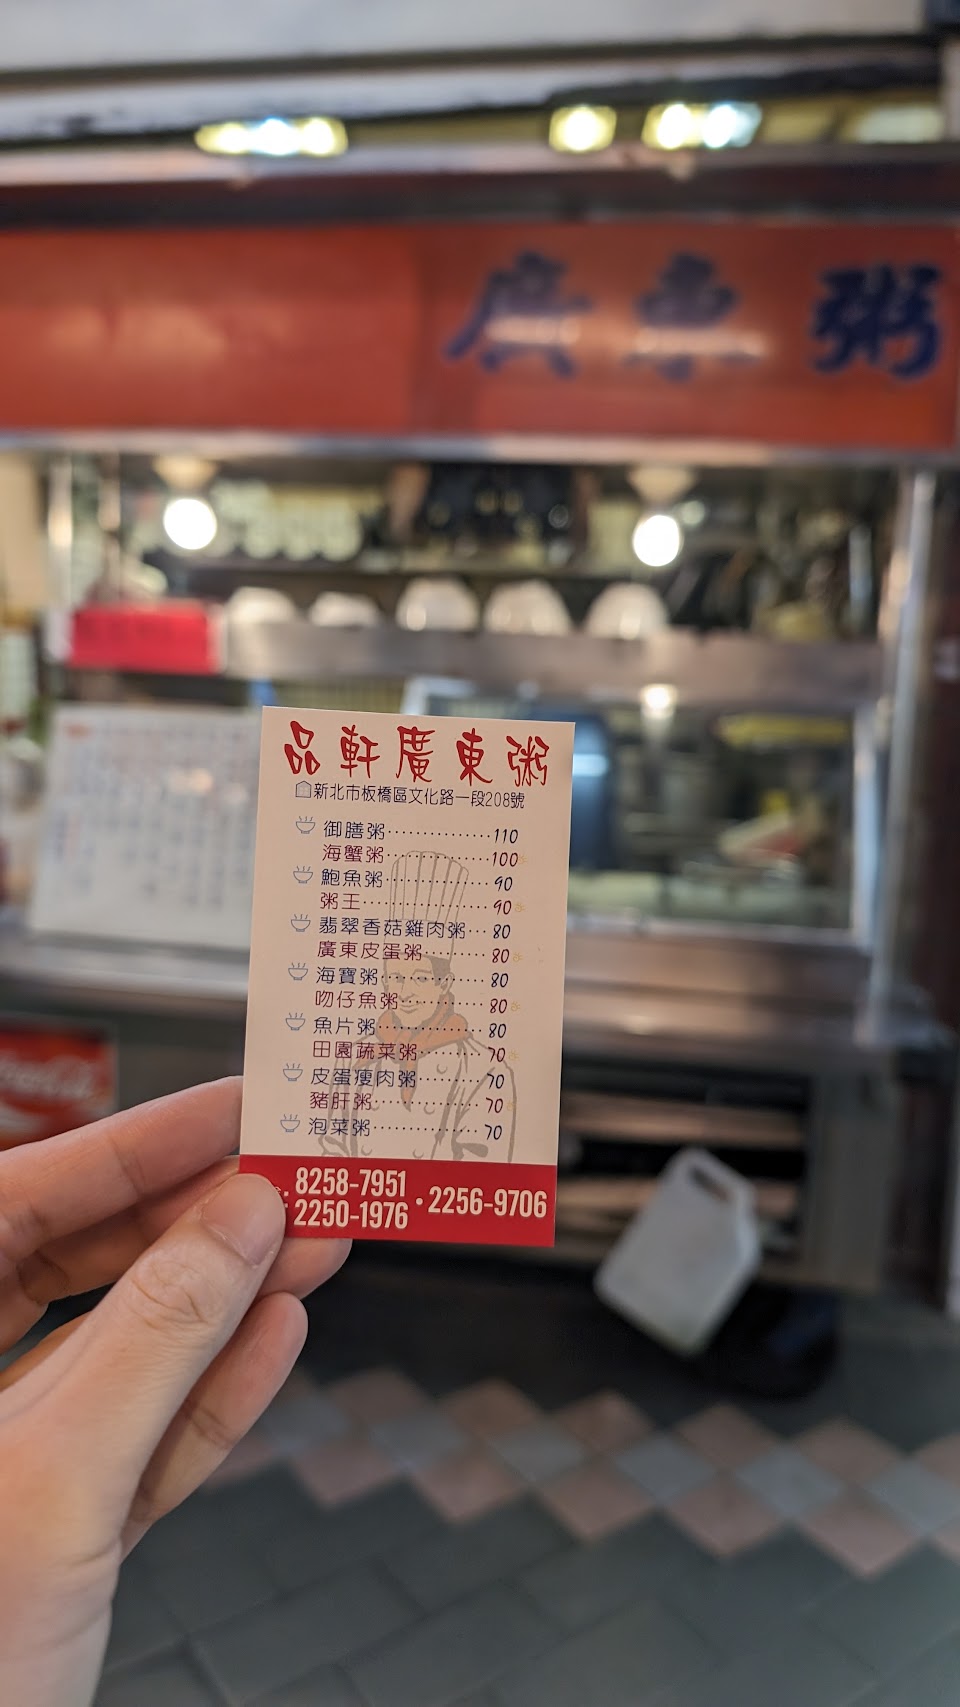 廣東粥
品軒廣東粥
新北市板橋區文化路一段208號
御膳粥··············110
海蟹粥··············100
鮑魚粥··············90
粥王·················90
翡翠香菇雞肉粥···80
廣東皮蛋粥·········80
海寶粥··············80
吻仔魚粥···········80
魚片粥··············80
田園蔬菜粥·········70
皮蛋瘦肉粥·········70
豬肝粥··············70
泡菜粥··············70
8258-7951
2250-1976 · 2256-9706